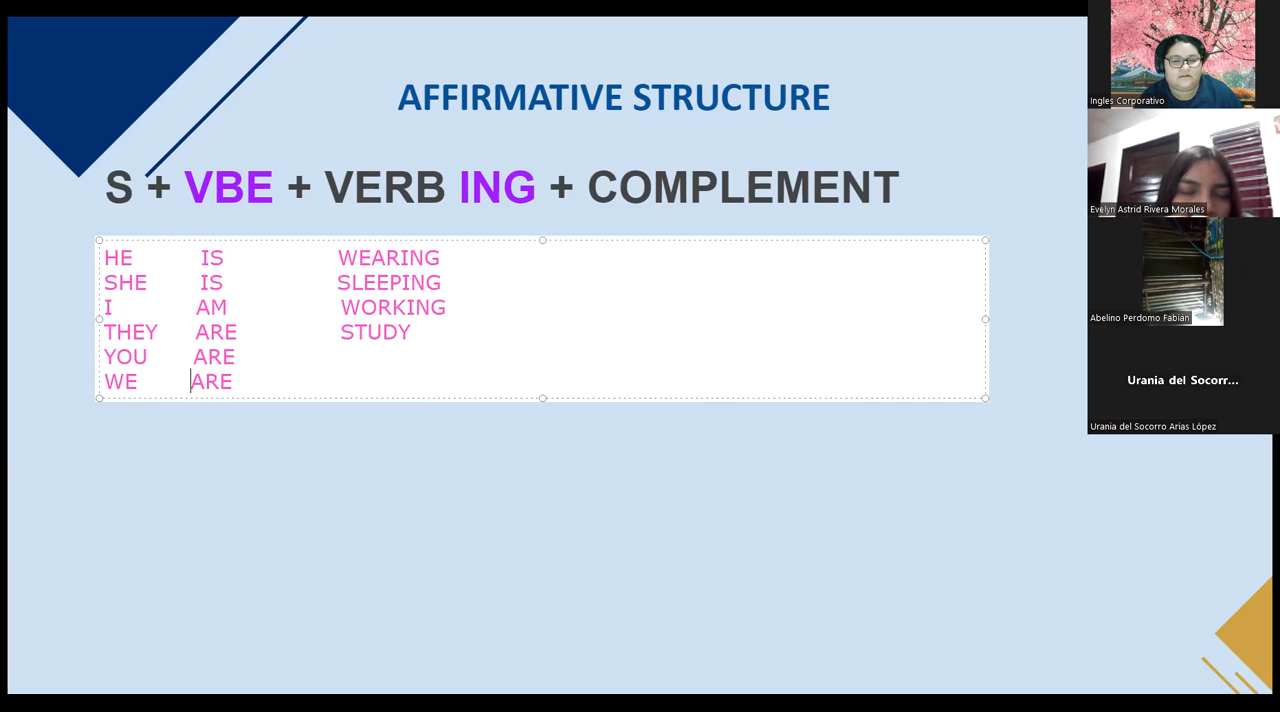 AFFIRMATIVE STRUCTURE
S + VBE + VERB ING + COMPLEMENT
HE IS WEARING
SHE IS SLEEPING
I AM WORKING
THEY ARE STUDY
YOU ARE
WE ARE
Ingles Corporativo
Evelyn Astrid Rivera Morales
Abelino Perdomo Fabián
Urania del Socorr...
Urania del Socorro Arias López